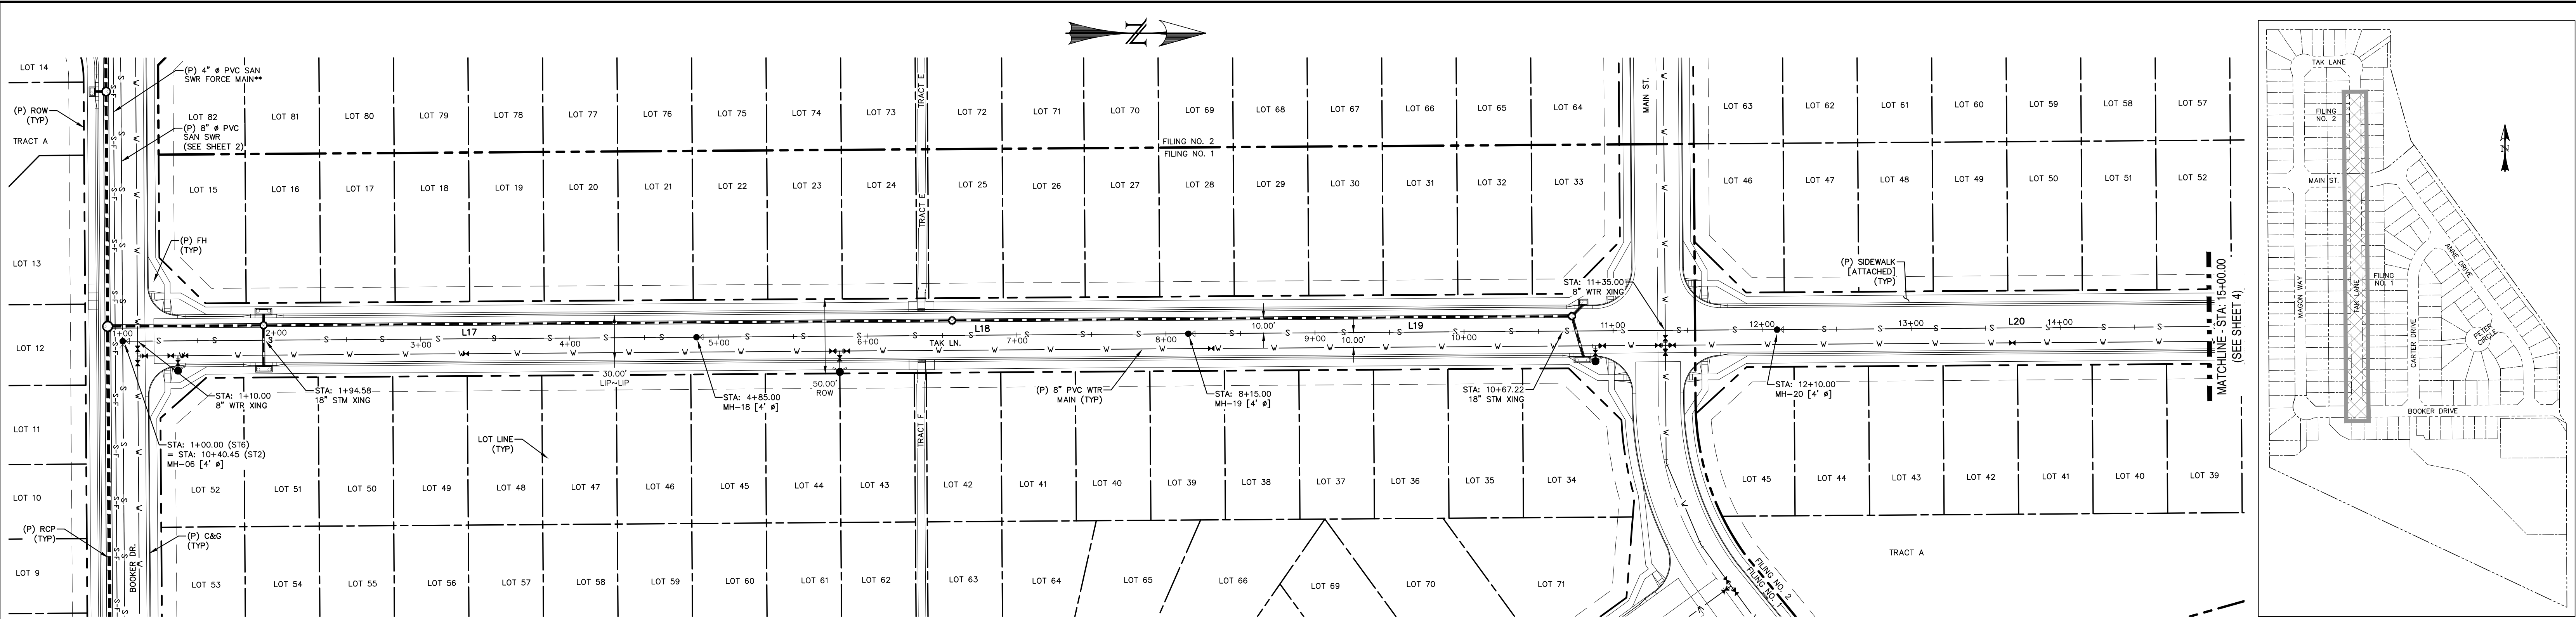 N
LOT 14
(P) 4" ø PVC SAN
SWR FORCE MAIN**
(P) ROW
(TYP)
LOT 82
LOT 81
LOT 80
LOT 79
LOT 78
LOT 77
LOT 76
LOT 75
LOT 74
LOT 73
TRACT E
LOT 72
LOT 71
LOT 70
LOT 69
LOT 68
LOT 67
LOT 66
LOT 65
LOT 64
MAIN ST.
LOT 63
LOT 62
LOT 61
LOT 60
LOT 59
LOT 58
LOT 57
(P) 8" ø PVC
SAN SWR
(SEE SHEET 2)
TRACT A
FILING NO. 2
FILING NO. 1
LOT 15
LOT 16
LOT 17
LOT 18
LOT 19
LOT 20
LOT 21
LOT 22
LOT 23
LOT 24
TRACT E
LOT 25
LOT 26
LOT 27
LOT 28
LOT 29
LOT 30
LOT 31
LOT 32
LOT 33
LOT 46
LOT 47
LOT 48
LOT 49
LOT 50
LOT 51
LOT 52
(P) FH
(TYP)
LOT 13
(P) SIDEWALK
[ATTACHED]
(TYP)
STA: 11+35.00
8" WTR XING
MATCHLINE - STA: 15+00.00
(SEE SHEET 4)
1+00
2+00
L17
3+00
4+00
5+00
6+00
L18
TAK LN.
7+00
8+00
10.00'
9+00
10.00'
L19
10+00
11+00
12+00
13+00
L20
14+00
LOT 12
30.00'
LIP~LIP
50.00'
ROW
STA: 1+10.00
8" WTR XING
STA: 1+94.58
18" STM XING
STA: 4+85.00
MH-18 [4' ø]
(P) 8" PVC WTR
MAIN (TYP)
STA: 8+15.00
MH-19 [4' ø]
STA: 10+67.22
18" STM XING
STA: 12+10.00
MH-20 [4' ø]
LOT 11
STA: 1+00.00 (ST6)
= STA: 10+40.45 (ST2)
MH-06 [4' ø]
LOT LINE
(TYP)
TRACT F
LOT 10
LOT 52
LOT 51
LOT 50
LOT 49
LOT 48
LOT 47
LOT 46
LOT 45
LOT 44
LOT 43
LOT 42
LOT 41
LOT 40
LOT 39
LOT 38
LOT 37
LOT 36
LOT 35
LOT 34
LOT 45
LOT 44
LOT 43
LOT 42
LOT 41
LOT 40
LOT 39
(P) RCP
(TYP)
(P) C&G
(TYP)
BOOKER DR.
TRACT A
LOT 9
LOT 53
LOT 54
LOT 55
LOT 56
LOT 57
LOT 58
LOT 59
LOT 60
LOT 61
LOT 62
LOT 63
LOT 64
LOT 65
LOT 66
LOT 69
LOT 70
LOT 71
FILING NO. 2
FILING NO. 1
TAK LANE
FILING
NO. 2
N
MAIN ST.
ANNE DRIVE
MAGON WAY
TAK LANE
FILING
NO. 1
CARTER DRIVE
PETER
CIRCLE
BOOKER DRIVE